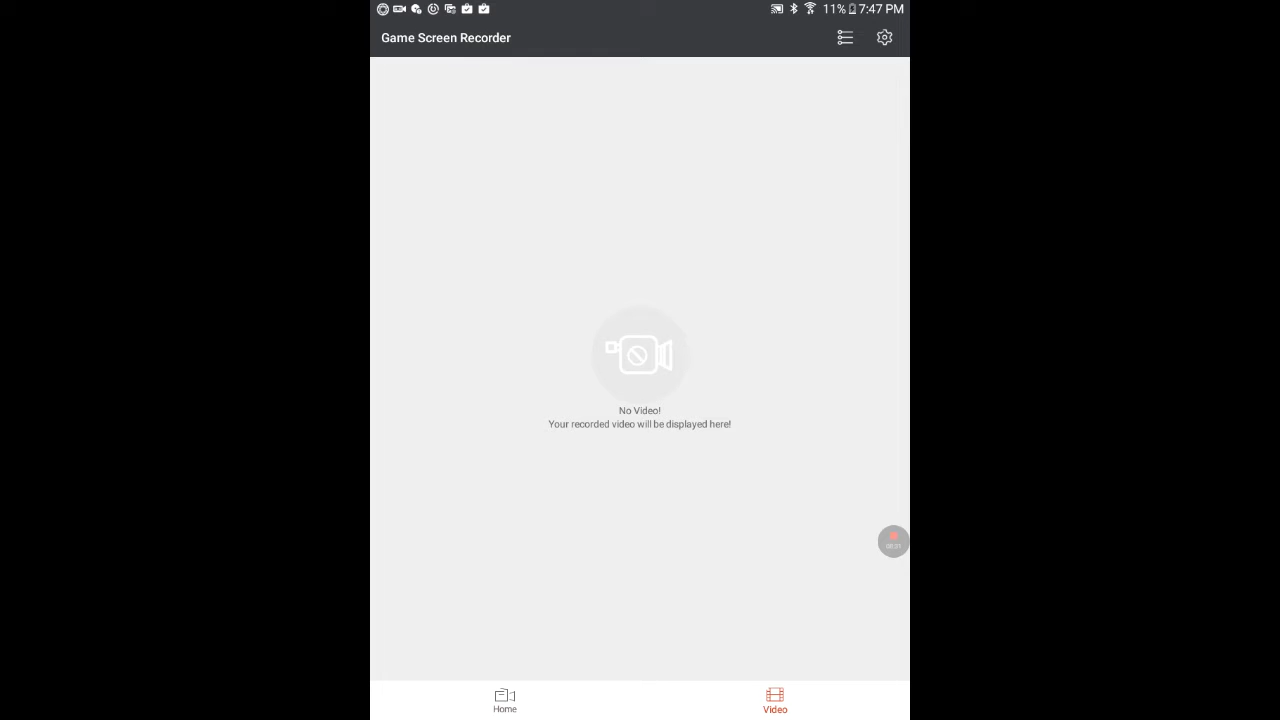 11% 7:47 PM
Game Screen Recorder
No Video!
Your recorded video will be displayed here!
Home
Video